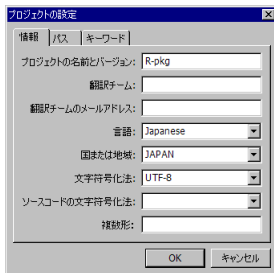 プロジェクトの設定
情報 パス キーワード
プロジェクトの名前とバージョン: R-pkg
翻訳チーム:
翻訳チームのメールアドレス:
言語: Japanese
国または地域: JAPAN
文字符号化法: UTF-8
ソースコードの文字符号化法:
複数形:
OK キャンセル